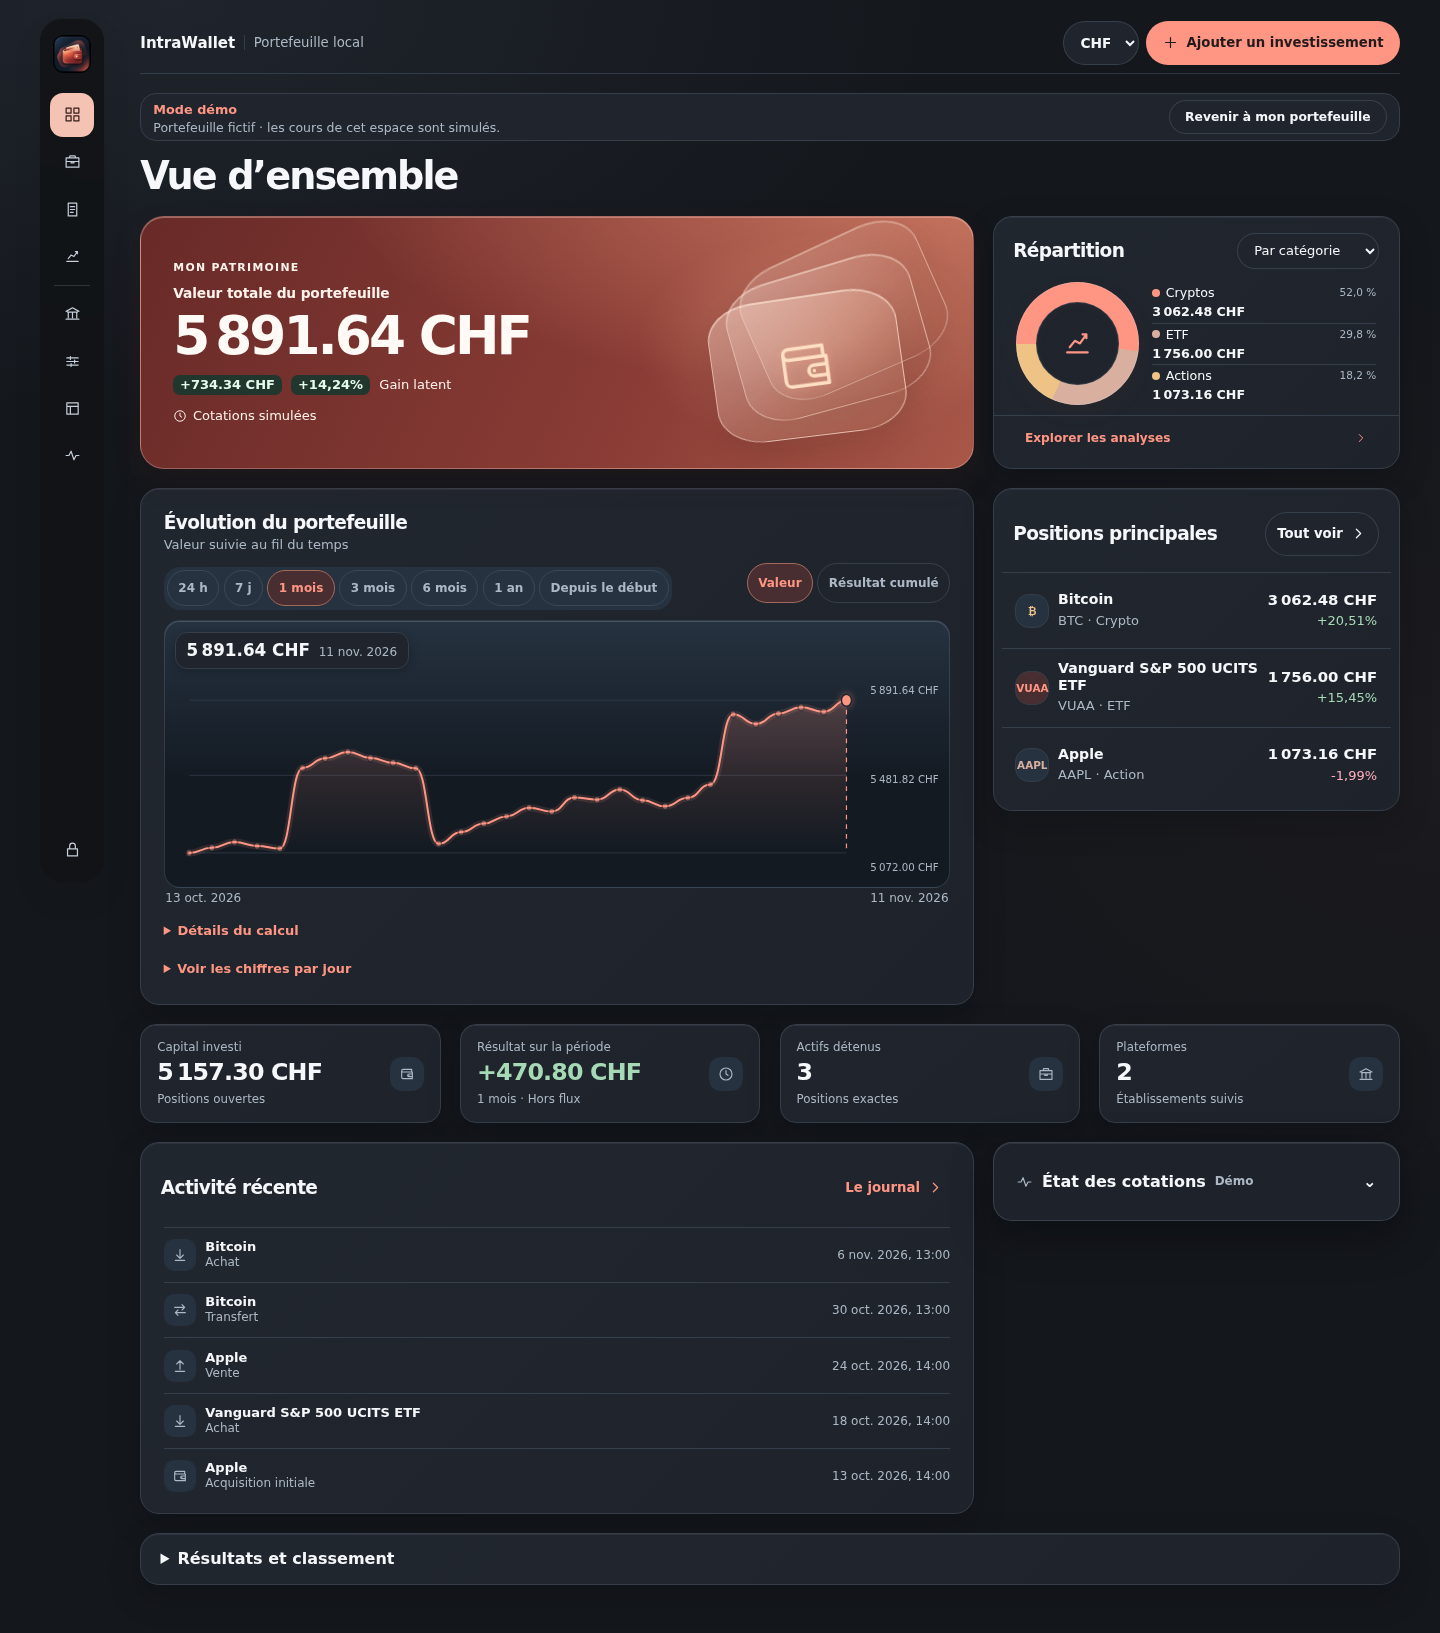 IntraWallet
Portefeuille local
CHF
Ajouter un investissement
Mode démo
Portefeuille fictif · les cours de cet espace sont simulés.
Revenir à mon portefeuille
Vue d’ensemble
MON PATRIMOINE
Valeur totale du portefeuille
5 891.64 CHF
+734.34 CHF +14,24% Gain latent
Cotations simulées
Répartition
Par catégorie
Cryptos 52,0 %
3 062.48 CHF
ETF 29,8 %
1 756.00 CHF
Actions 18,2 %
1 073.16 CHF
Explorer les analyses
Évolution du portefeuille
Valeur suivie au fil du temps
24 h 7 j 1 mois 3 mois 6 mois 1 an Depuis le début
Valeur Résultat cumulé
5 891.64 CHF 11 nov. 2026
5 891.64 CHF
5 481.82 CHF
5 072.00 CHF
13 oct. 2026 11 nov. 2026
Détails du calcul
Voir les chiffres par jour
Positions principales
Tout voir
Bitcoin 3 062.48 CHF
BTC · Crypto +20,51%
VUAA
Vanguard S&P 500 UCITS
ETF
1 756.00 CHF
VUAA · ETF +15,45%
AAPL
Apple 1 073.16 CHF
AAPL · Action -1,99%
Capital investi
5 157.30 CHF
Positions ouvertes
Résultat sur la période
+470.80 CHF
1 mois · Hors flux
Actifs détenus
3
Positions exactes
Plateformes
2
Établissements suivis
Activité récente
Le journal
Bitcoin
Achat
6 nov. 2026, 13:00
Bitcoin
Transfert
30 oct. 2026, 13:00
Apple
Vente
24 oct. 2026, 14:00
Vanguard S&P 500 UCITS ETF
Achat
18 oct. 2026, 14:00
Apple
Acquisition initiale
13 oct. 2026, 14:00
État des cotations Démo
Résultats et classement